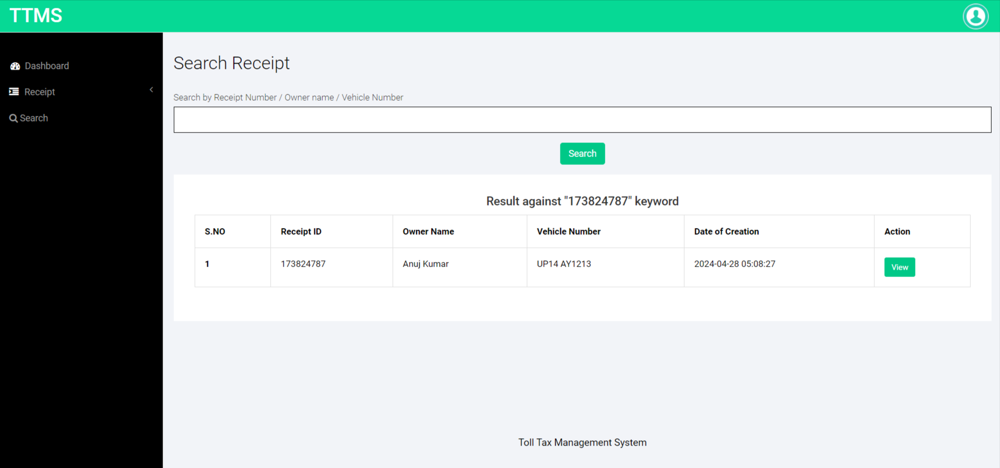 TTMS
Dashboard
Receipt
Search
Search Receipt
Search by Receipt Number / Owner name / Vehicle Number
Search
Result against "173824787" keyword
S.NO Receipt ID Owner Name Vehicle Number Date of Creation Action
1 173824787 Anuj Kumar UP14 AY1213 2024-04-28 05:08:27 View
Toll Tax Management System